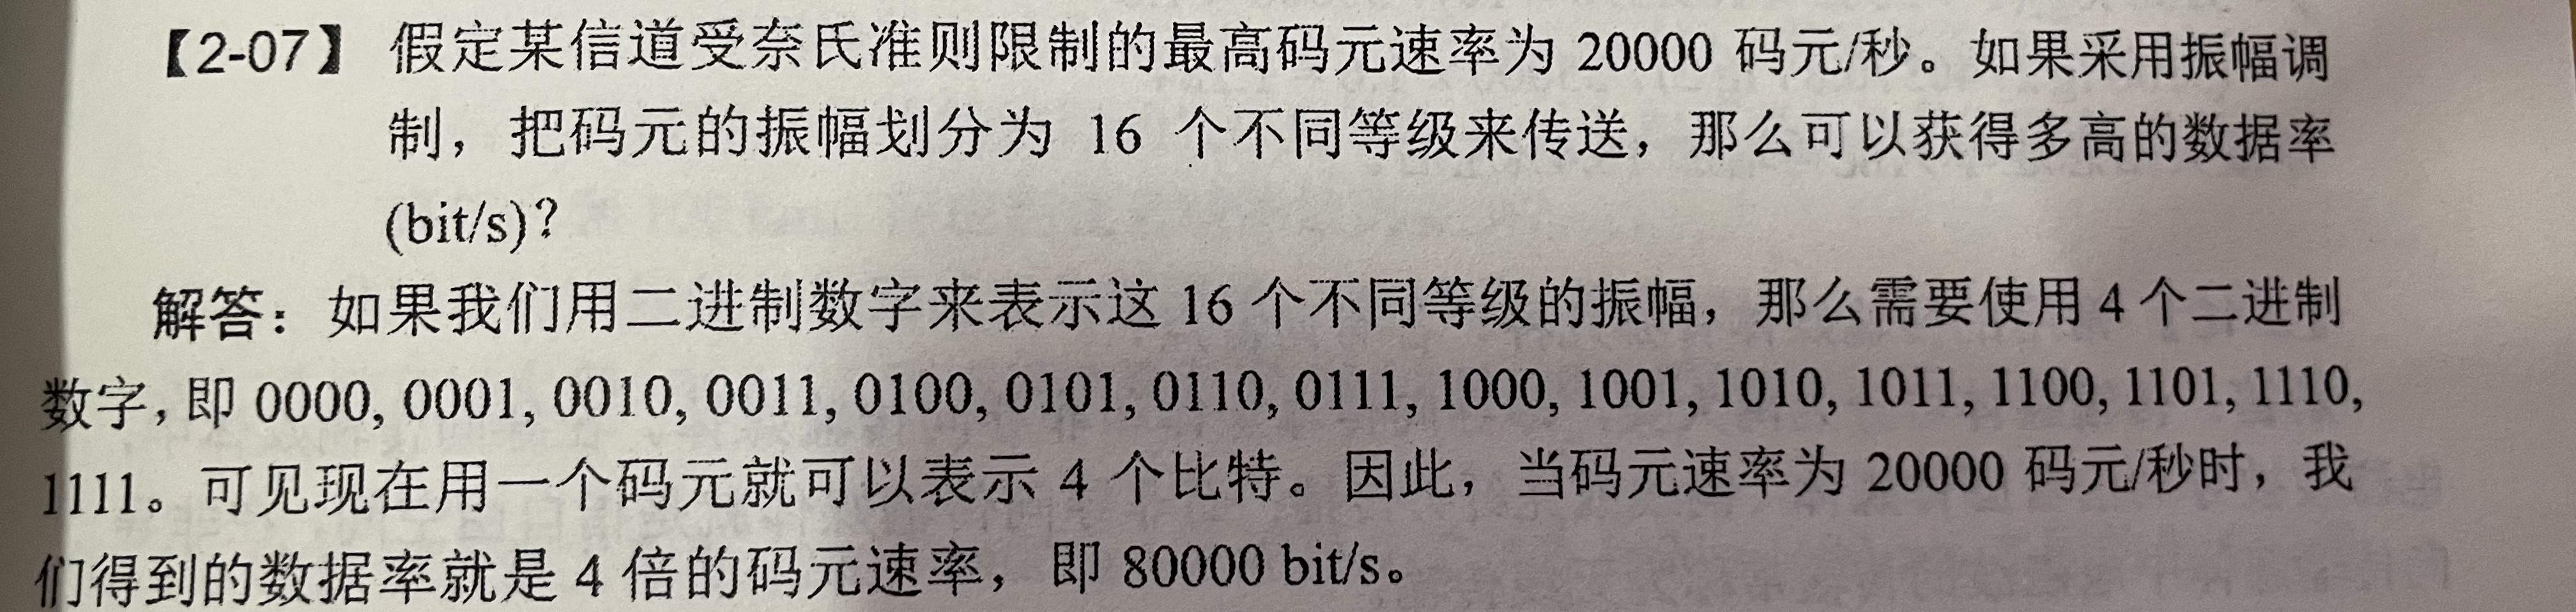 【2-07】 假定某信道受奈氏准则限制的最高码元速率为 20000 码元/秒。如果采用振幅调
制，把码元的振幅划分为 16 个不同等级来传送，那么可以获得多高的数据率
(bit/s)？
解答：如果我们用二进制数字来表示这 16 个不同等级的振幅，那么需要使用 4 个二进制
数字，即 0000, 0001, 0010, 0011, 0100, 0101, 0110, 0111, 1000, 1001, 1010, 1011, 1100, 1101, 1110,
1111。可见现在用一个码元就可以表示 4 个比特。因此，当码元速率为 20000 码元/秒时，我
们得到的数据率就是 4 倍的码元速率，即 80000 bit/s。